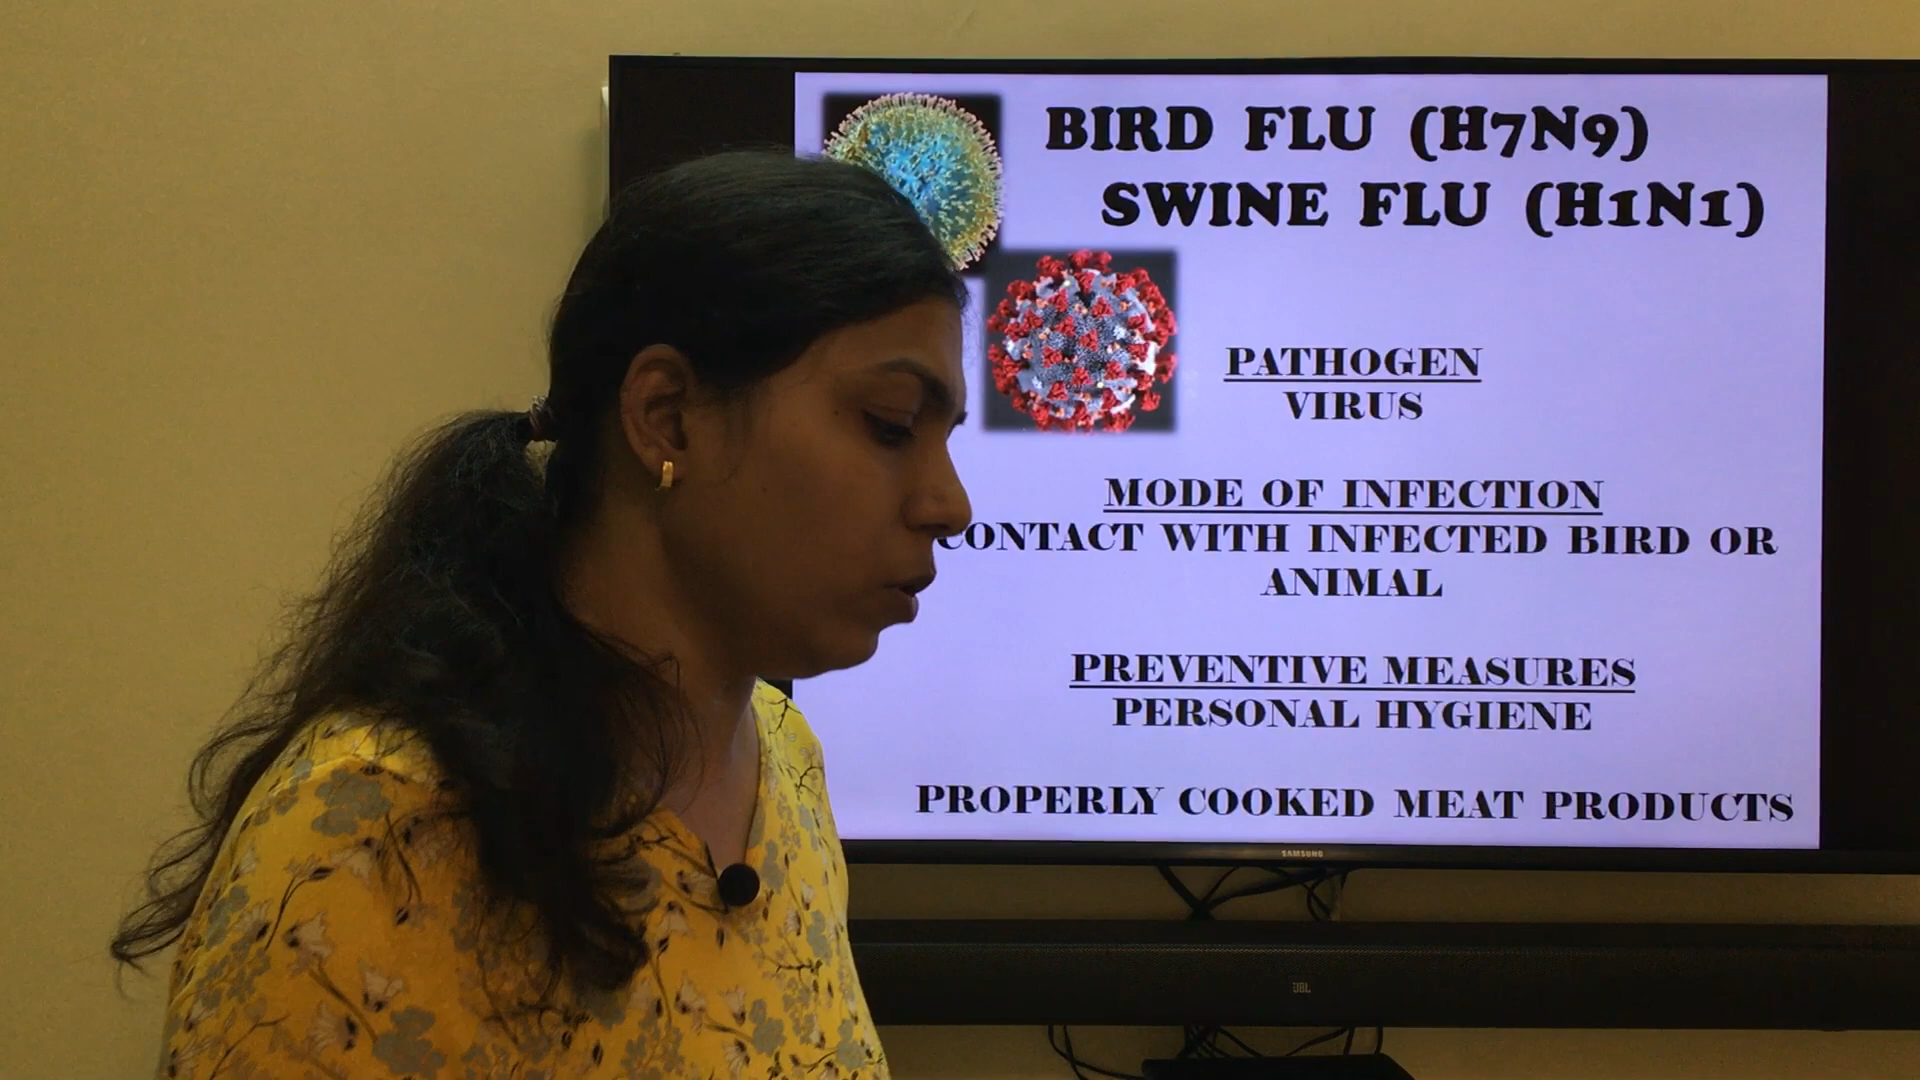 BIRD FLU (H7N9)
SWINE FLU (H1N1)
PATHOGEN
VIRUS
MODE OF INFECTION
CONTACT WITH INFECTED BIRD OR
ANIMAL
PREVENTIVE MEASURES
PERSONAL HYGIENE
PROPERLY COOKED MEAT PRODUCTS
SAMSUNG
JBL